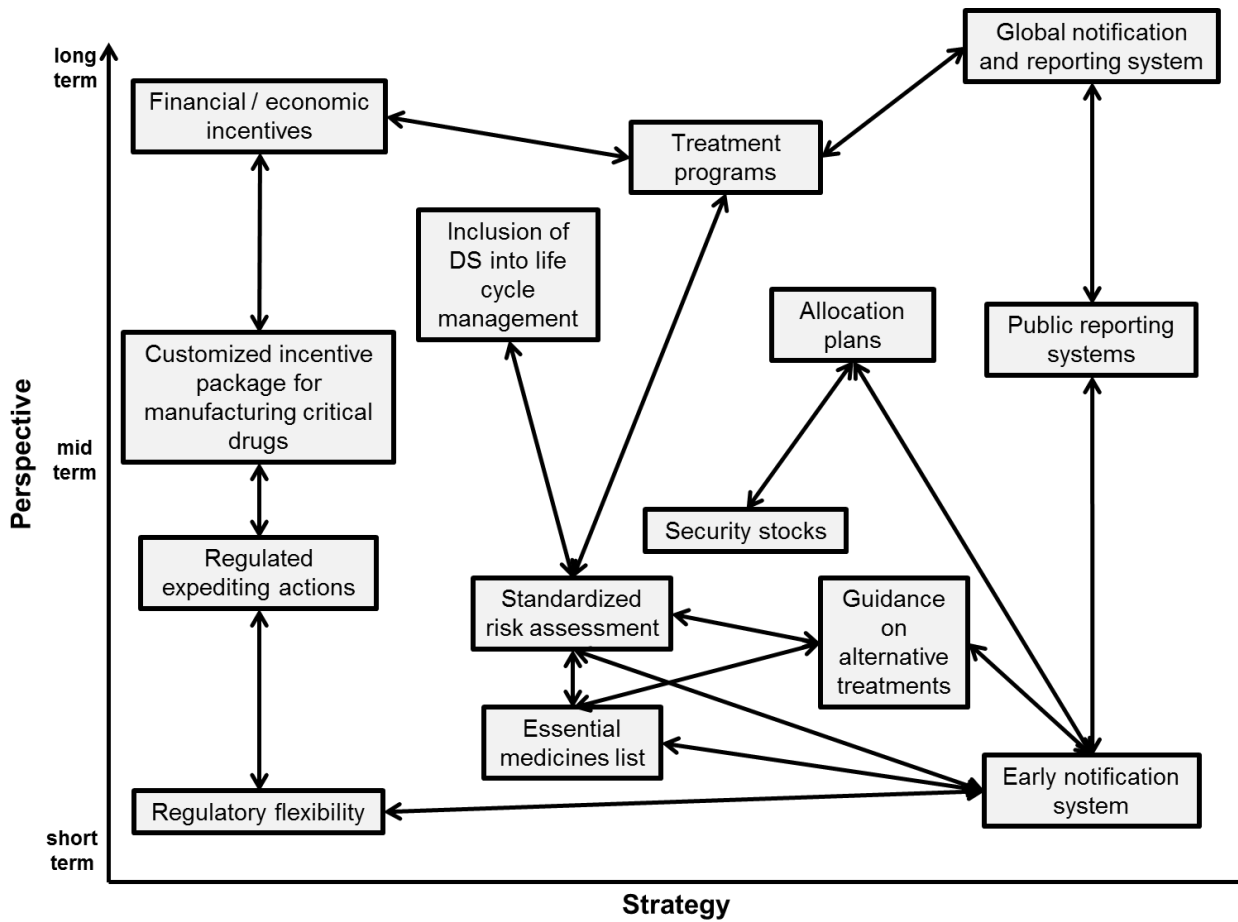 Global notification
and reporting system
long
term
Financial / economic
incentives
Treatment
programs
Inclusion of
DS into life
cycle
management
Allocation
plans
Public reporting
systems
Customized incentive
package for
manufacturing critical
drugs
Perspective
mid
term
Security stocks
Regulated
expediting actions
Standardized
risk assessment
Guidance
on
alternative
treatments
Essential
medicines list
Early notification
system
Regulatory flexibility
short
term
Strategy